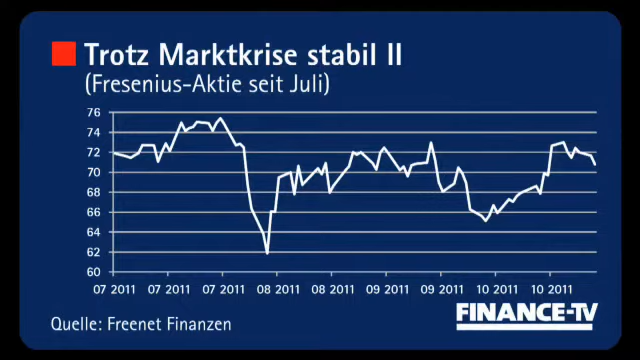 Trotz Marktkrise stabil II
(Fresenius-Aktie seit Juli)
76
74
72
70
68
66
64
62
60
07 2011 07 2011 07 2011 08 2011 08 2011 09 2011 09 2011 10 2011 10 2011
FINANCE-TV
Quelle: Freenet Finanzen